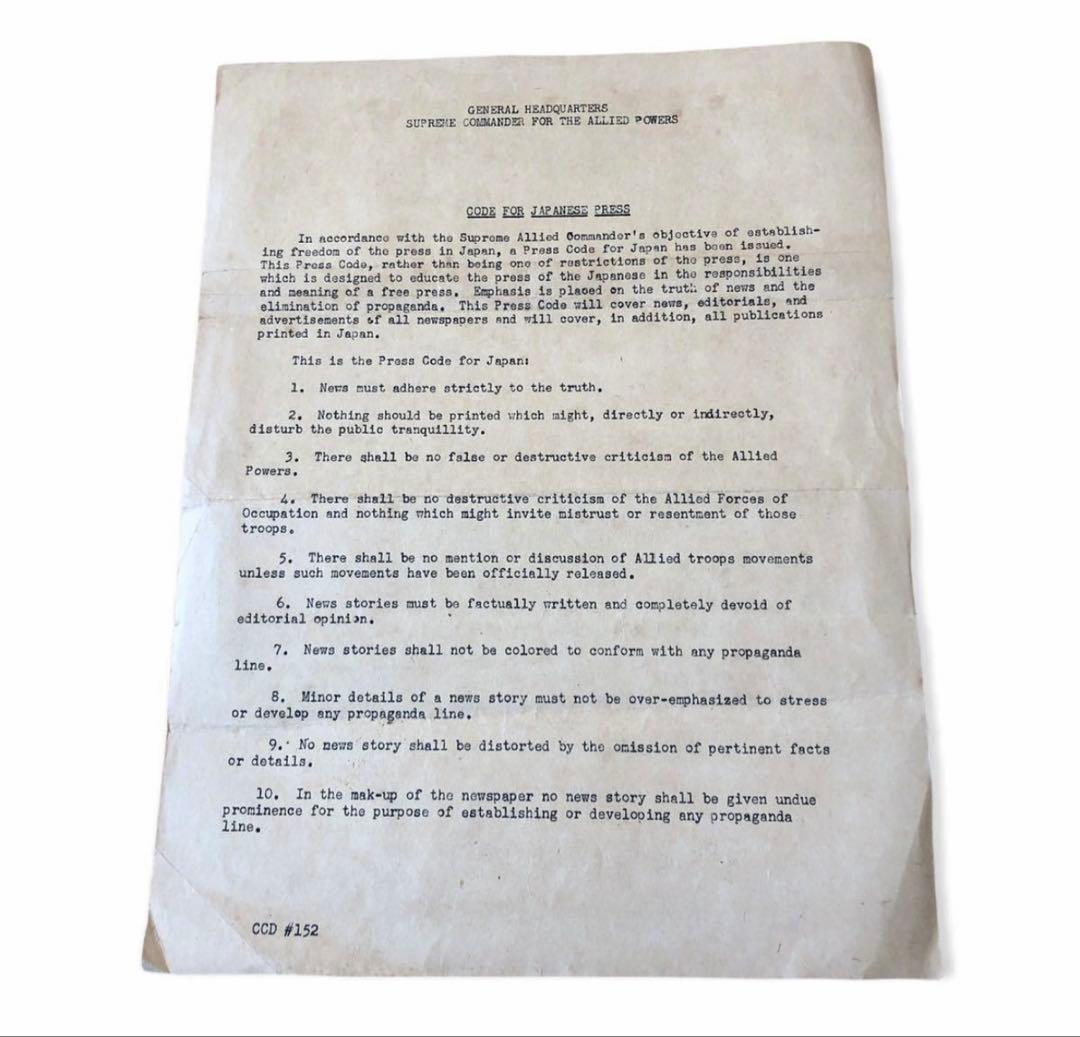 GENERAL HEADQUARTERS
SUPREME COMMANDER FOR THE ALLIED POWERS
CODE FOR JAPANESE PRESS
In accordance with the Supreme Allied Commander's objective of establish-
ing freedom of the press in Japan, a Press Code for Japan has been issued.
This Press Code, rather than being one of restrictions of the press, is one
which is designed to educate the press of the Japanese in the responsibilities
and meaning of a free press. Emphasis is placed on the truth of news and the
elimination of propaganda. This Press Code will cover news, editorials, and
advertisements of all newspapers and will cover, in addition, all publications
printed in Japan.
This is the Press Code for Japan:
1. News must adhere strictly to the truth.
2. Nothing should be printed which might, directly or indirectly,
disturb the public tranquillity.
3. There shall be no false or destructive criticism of the Allied
Powers.
4. There shall be no destructive criticism of the Allied Forces of
Occupation and nothing which might invite mistrust or resentment of those
troops.
5. There shall be no mention or discussion of Allied troops movements
unless such movements have been officially released.
6. News stories must be factually written and completely devoid of
editorial opinion.
7. News stories shall not be colored to conform with any propaganda
line.
8. Minor details of a news story must not be over-emphasized to stress
or develop any propaganda line.
9. No news story shall be distorted by the omission of pertinent facts
or details.
10. In the mak-up of the newspaper no news story shall be given undue
prominence for the purpose of establishing or developing any propaganda
line.
CCD #152